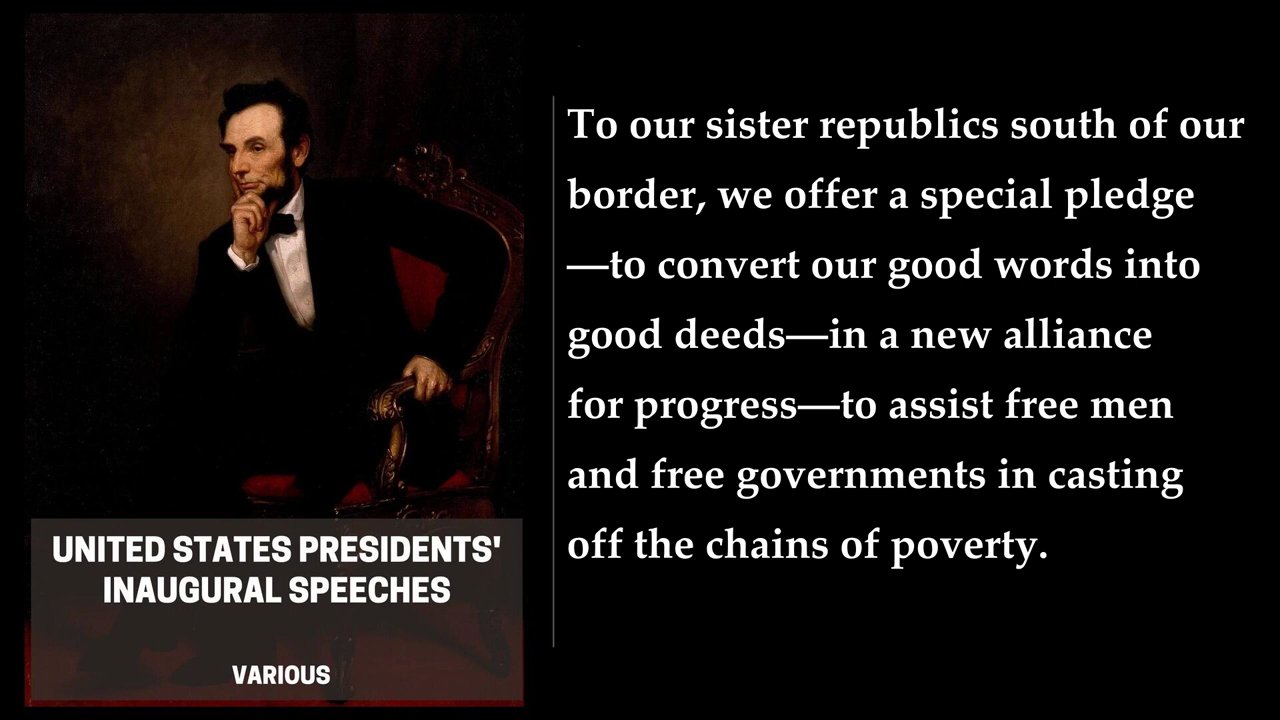 UNITED STATES PRESIDENTS'
INAUGURAL SPEECHES
VARIOUS
To our sister republics south of our
border, we offer a special pledge
—to convert our good words into
good deeds—in a new alliance
for progress—to assist free men
and free governments in casting
off the chains of poverty.